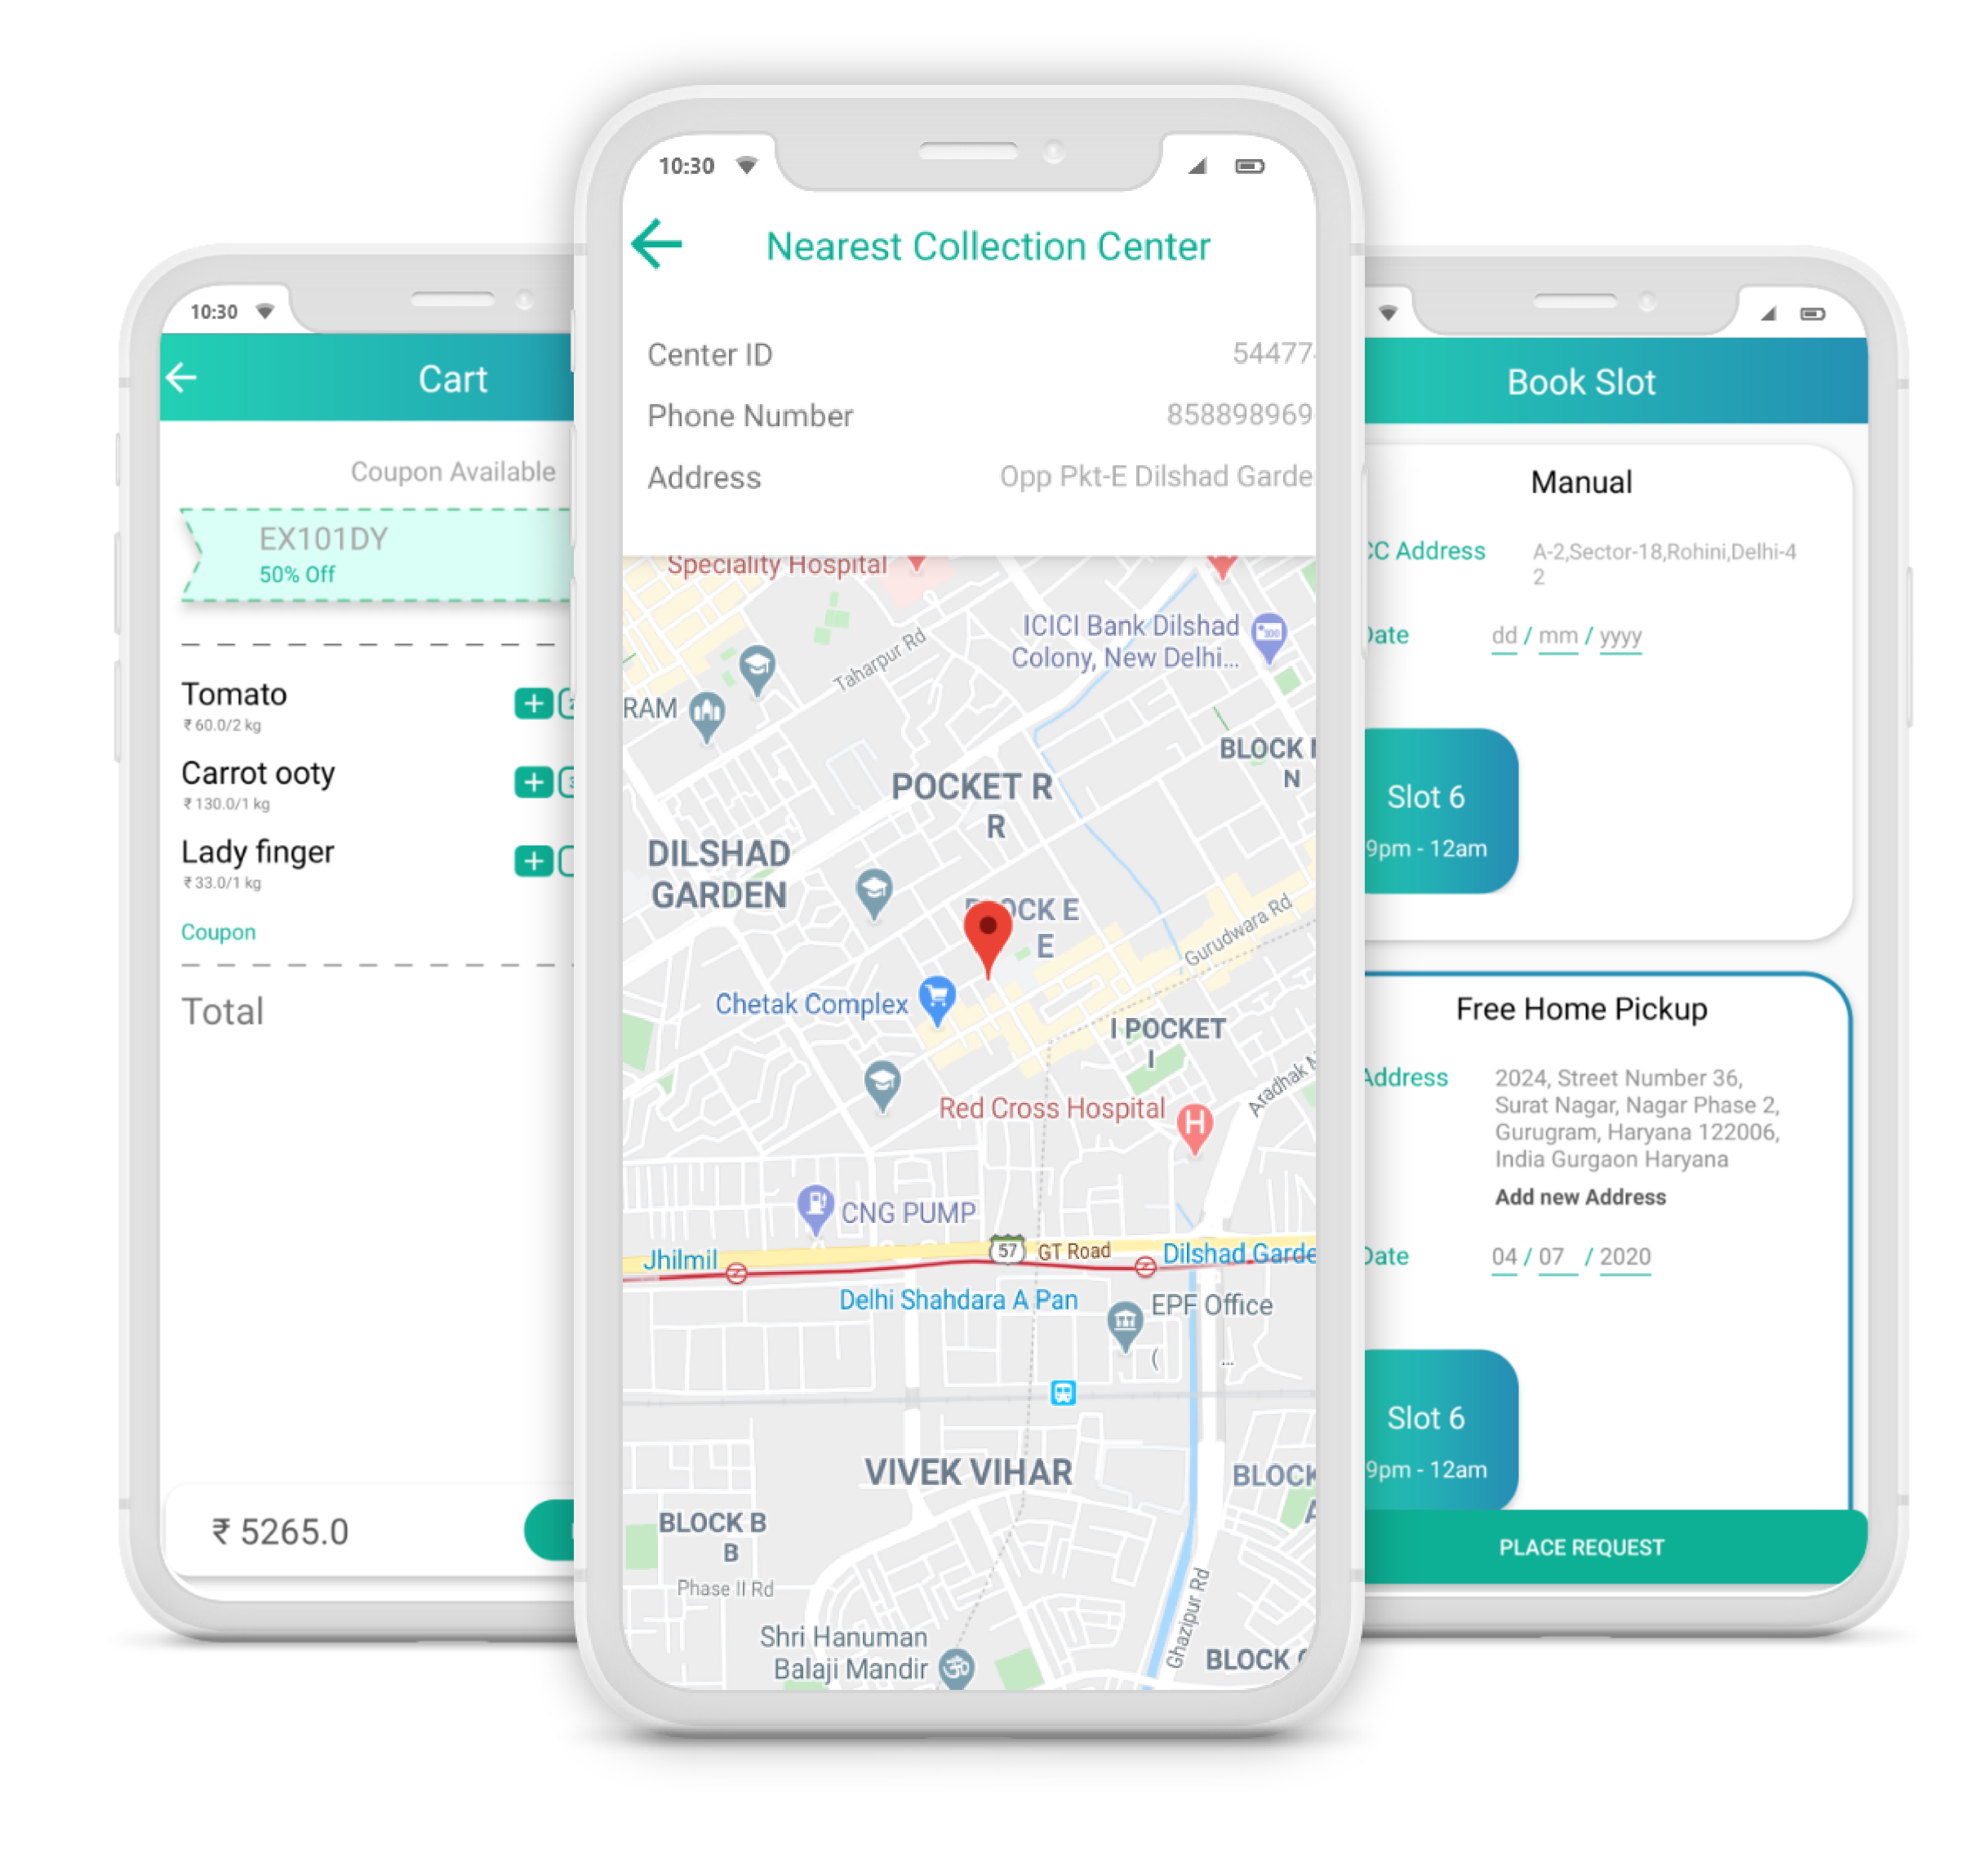 10:30
Cart
Coupon Available
EX101DY
50% Off
Tomato
₹ 60.0/2 kg
Carrot ooty
₹ 130.0/1 kg
Lady finger
₹ 33.0/1 kg
Coupon
Total
₹ 5265.0
10:30
Nearest Collection Center
Center ID
54477
Phone Number
858898969
Address
Opp Pkt-E Dilshad Garde
Speciality Hospital
ICICI Bank Dilshad
Colony, New Delhi...
Taharpur Rd
RAM
BLOCK
N
POCKET R
R
DILSHAD
GARDEN
BLOCK E
E
Gurudwara Rd
Chetak Complex
I POCKET
I
Aradhak
Red Cross Hospital
CNG PUMP
Jhilmil
57
GT Road
Dilshad Garde
Delhi Shahdara A Pan
EPF Office
( ...
VIVEK VIHAR
BLOCK
A
BLOCK B
B
Phase II Rd
Ghazipur Rd
Shri Hanuman
Balaji Mandir
BLOCK
Book Slot
Manual
CC Address
A-2,Sector-18,Rohini,Delhi-4
2
Date
dd / mm / yyyy
Slot 6
9pm - 12am
Free Home Pickup
Address
2024, Street Number 36,
Surat Nagar, Nagar Phase 2,
Gurugram, Haryana 122006,
India Gurgaon Haryana
Add new Address
Date
04 / 07 / 2020
Slot 6
9pm - 12am
PLACE REQUEST